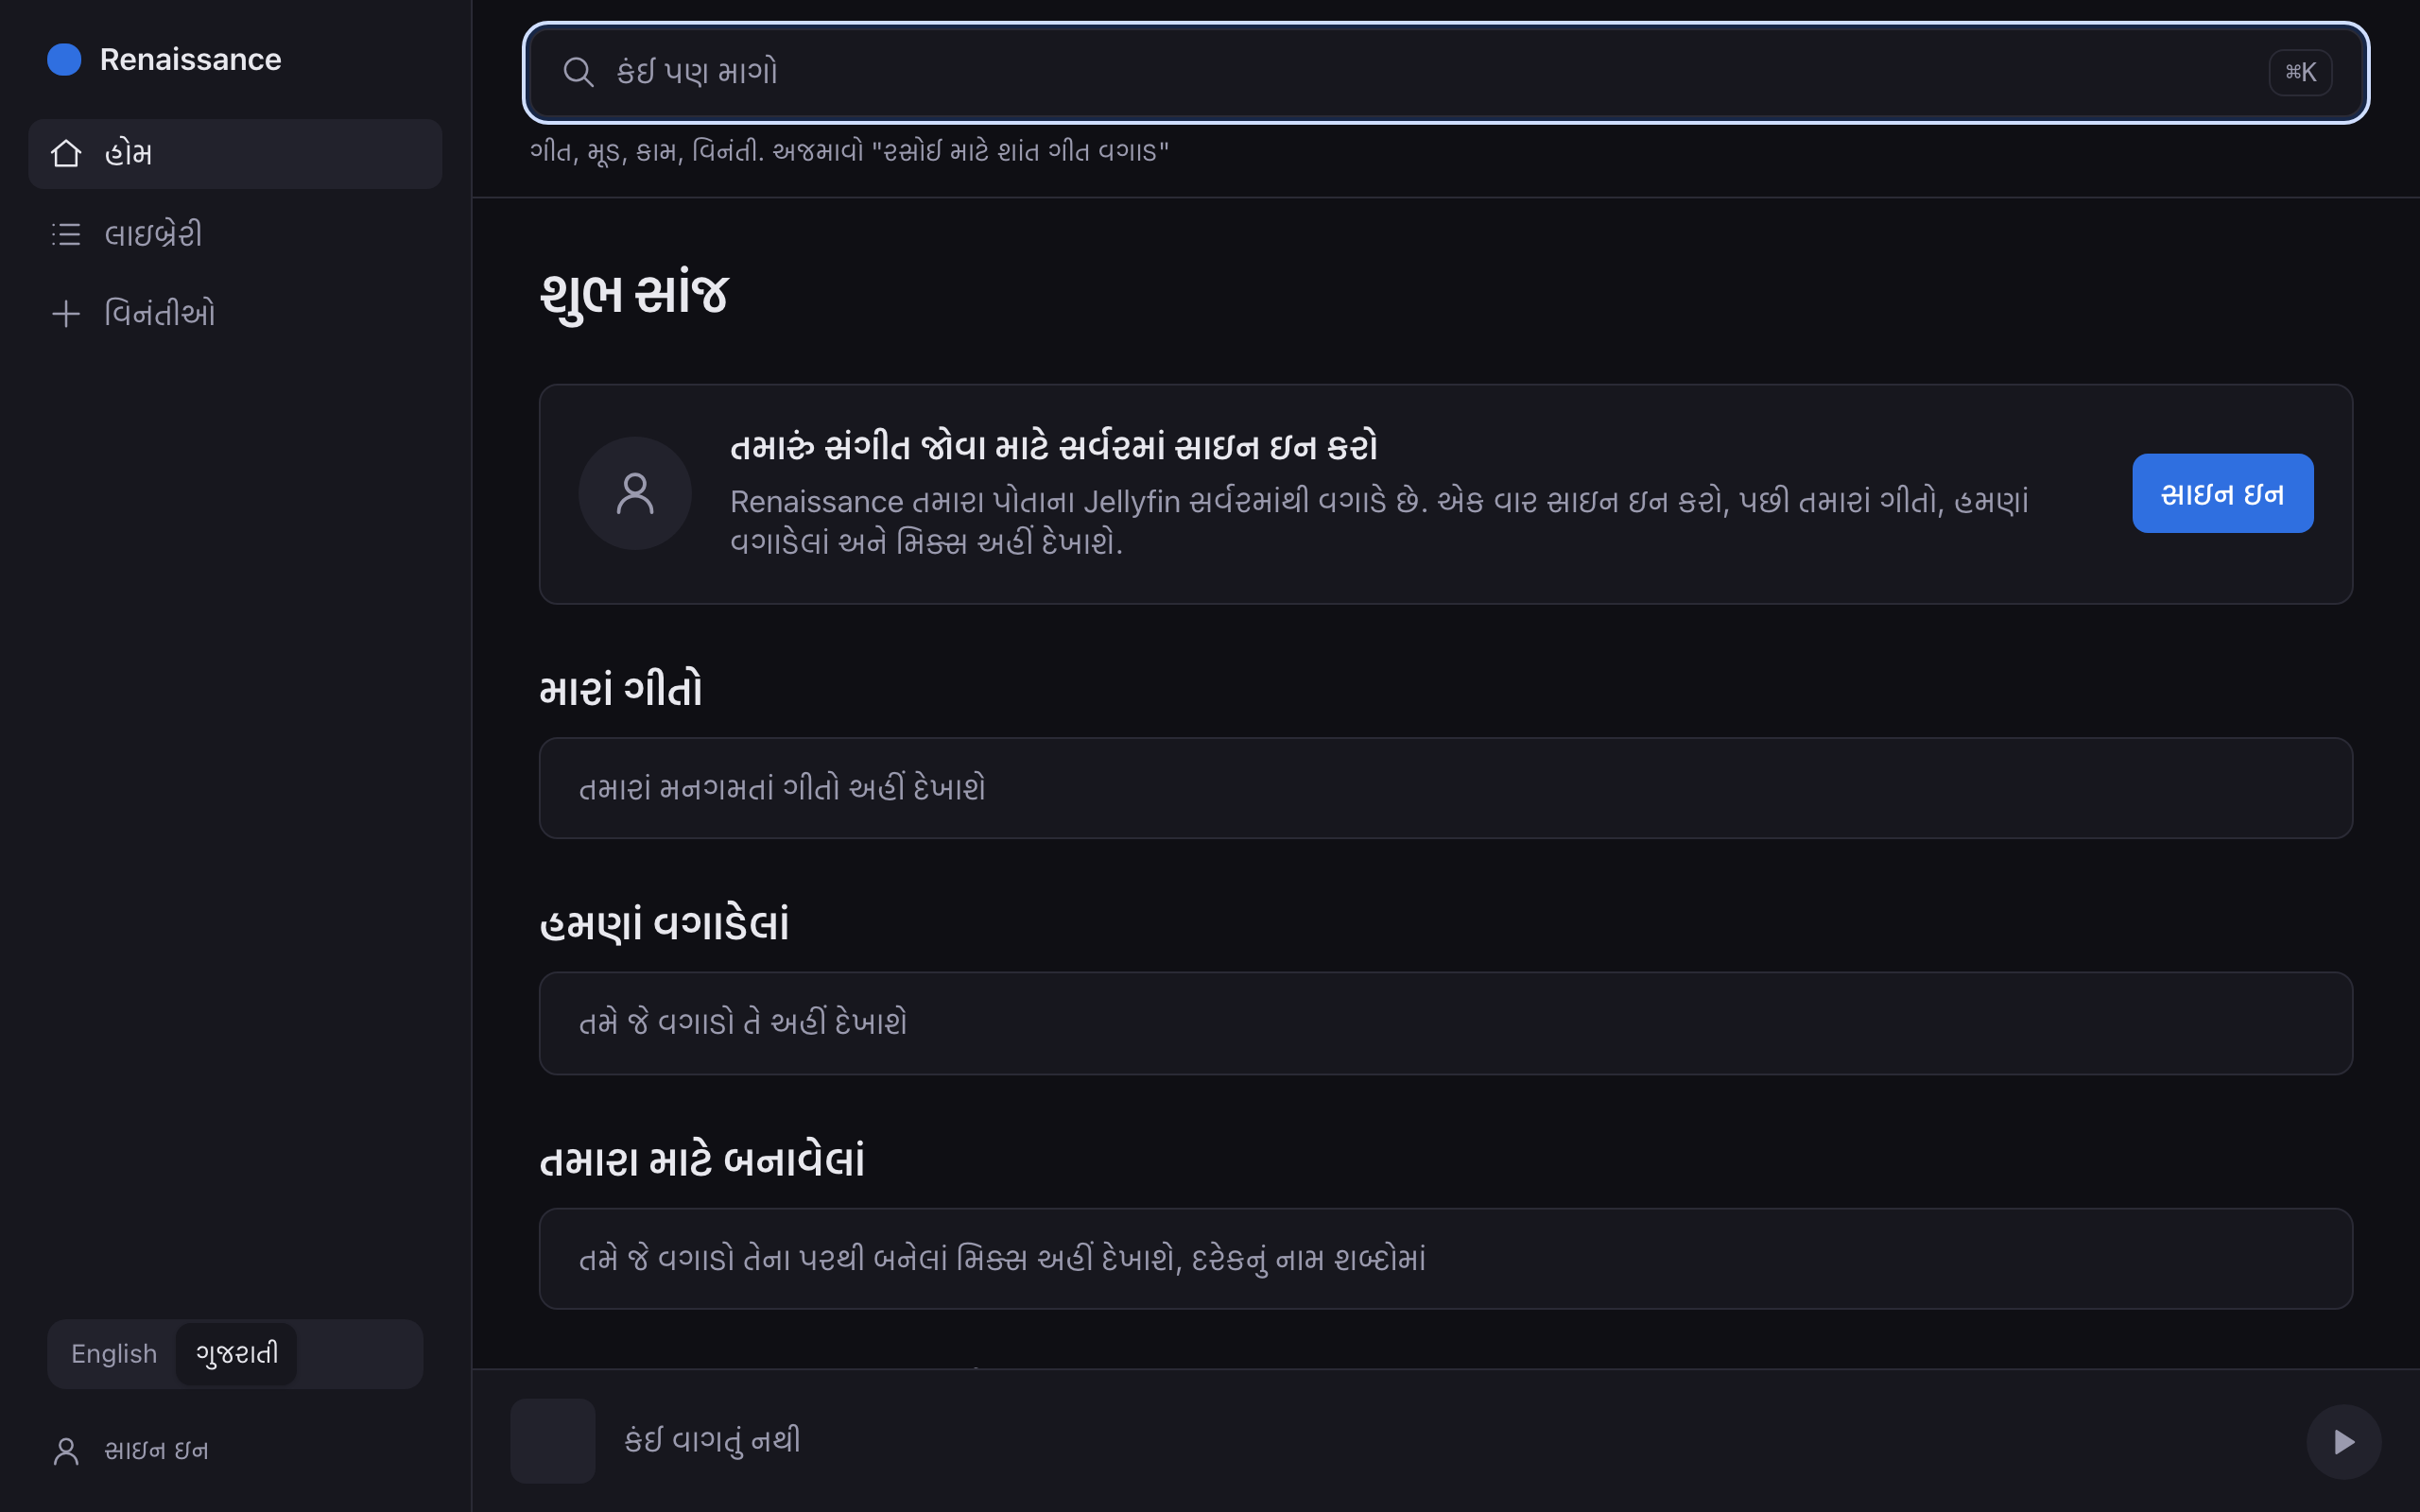 Renaissance
હોમ
લાઇબ્રેરી
વિનંતીઓ
English ગુજરાતી
સાઇન ઇન
કંઈ પણ માગો ⌘K
ગીત, મૂડ, કામ, વિનંતી. અજમાવો "રસોઈ માટે શાંત ગીત વગાડ"
શુભ સાંજ
તમારું સંગીત જોવા માટે સર્વરમાં સાઇન ઇન કરો
Renaissance તમારા પોતાના Jellyfin સર્વરમાંથી વગાડે છે. એક વાર સાઇન ઇન કરો, પછી તમારાં ગીતો, હમણાં
વગાડેલાં અને મિક્સ અહીં દેખાશે.
સાઇન ઇન
મારાં ગીતો
તમારાં મનગમતાં ગીતો અહીં દેખાશે
હમણાં વગાડેલાં
તમે જે વગાડો તે અહીં દેખાશે
તમારા માટે બનાવેલાં
તમે જે વગાડો તેના પરથી બનેલાં મિક્સ અહીં દેખાશે, દરેકનું નામ શબ્દોમાં
કંઈ વાગતું નથી